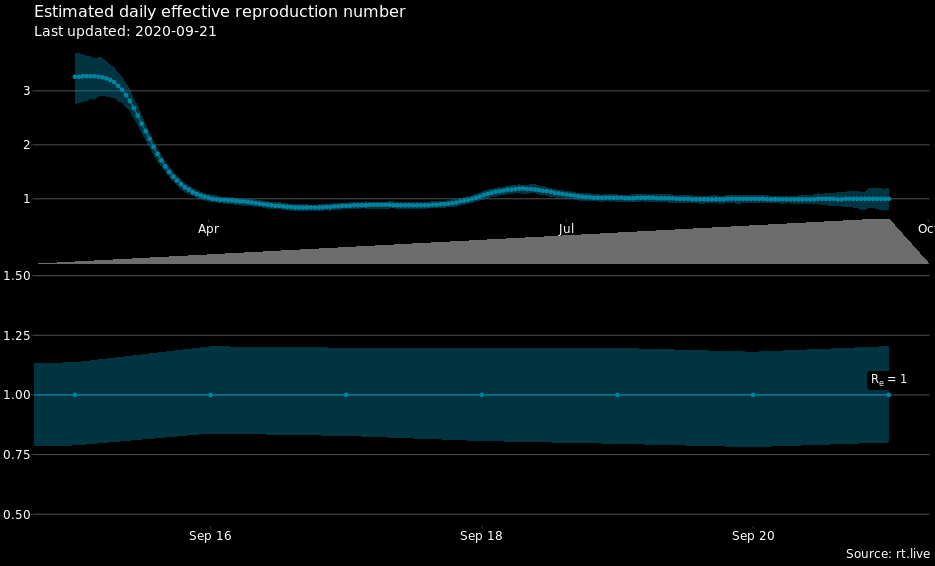 Estimated daily effective reproduction number
Last updated: 2020-09-21
3
2
1
Apr
Jul
Oct
1.50
1.25
1.00
0.75
0.50
Rₑ = 1
Sep 16
Sep 18
Sep 20
Source: rt.live